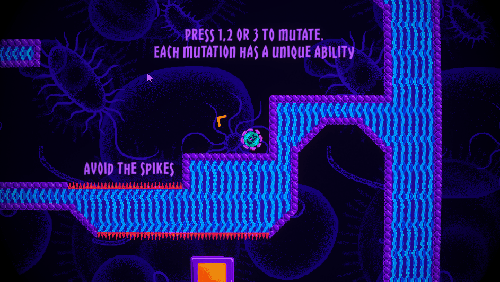 PRESS 1,2 OR 3 TO MUTATE.
EACH MUTATION HAS A UNIQUE ABILITY
AVOID THE SPIKES